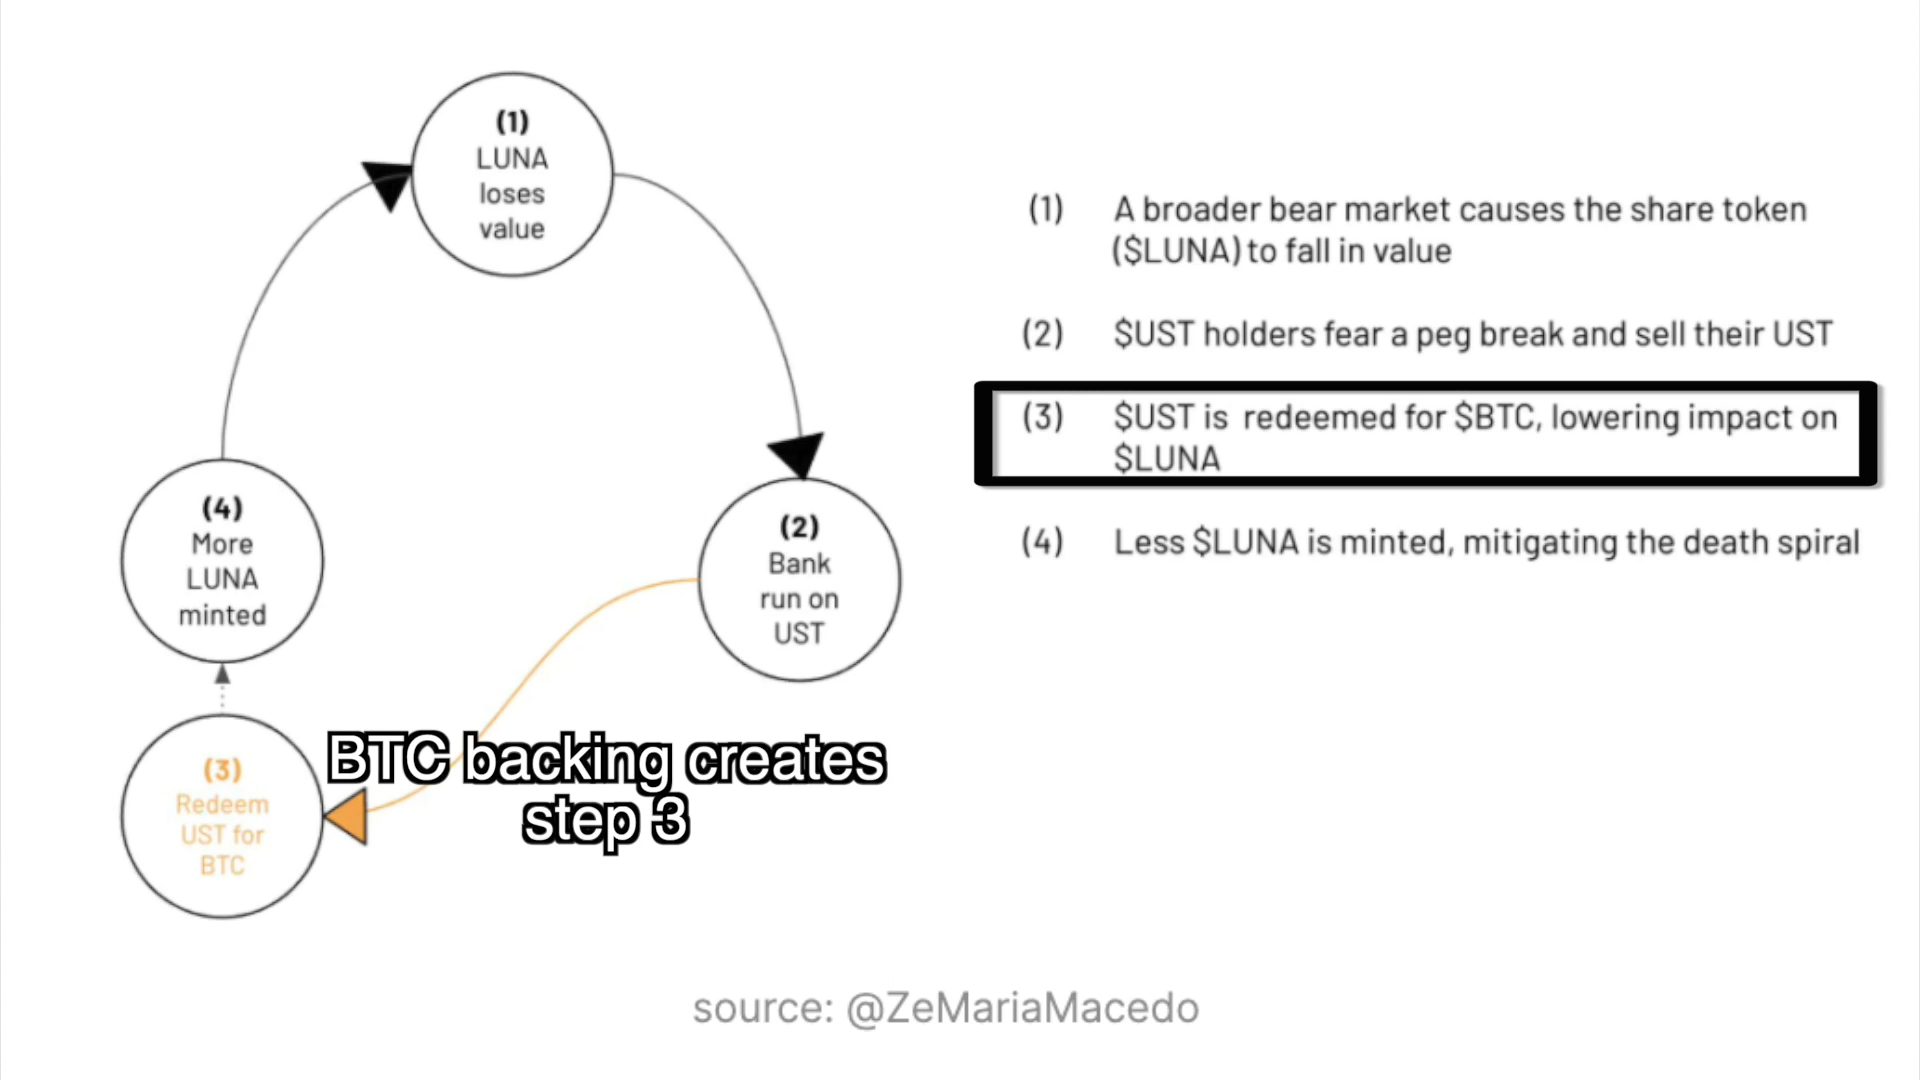 (1)
LUNA
loses
value
(4)
More
LUNA
minted
(2)
Bank
run on
UST
(3)
Redeem
UST for
BTC
BTC backing creates
step 3
(1) A broader bear market causes the share token
($LUNA) to fall in value
(2) $UST holders fear a peg break and sell their UST
(3) $UST is redeemed for $BTC, lowering impact on
$LUNA
(4) Less $LUNA is minted, mitigating the death spiral
source: @ZeMariaMacedo